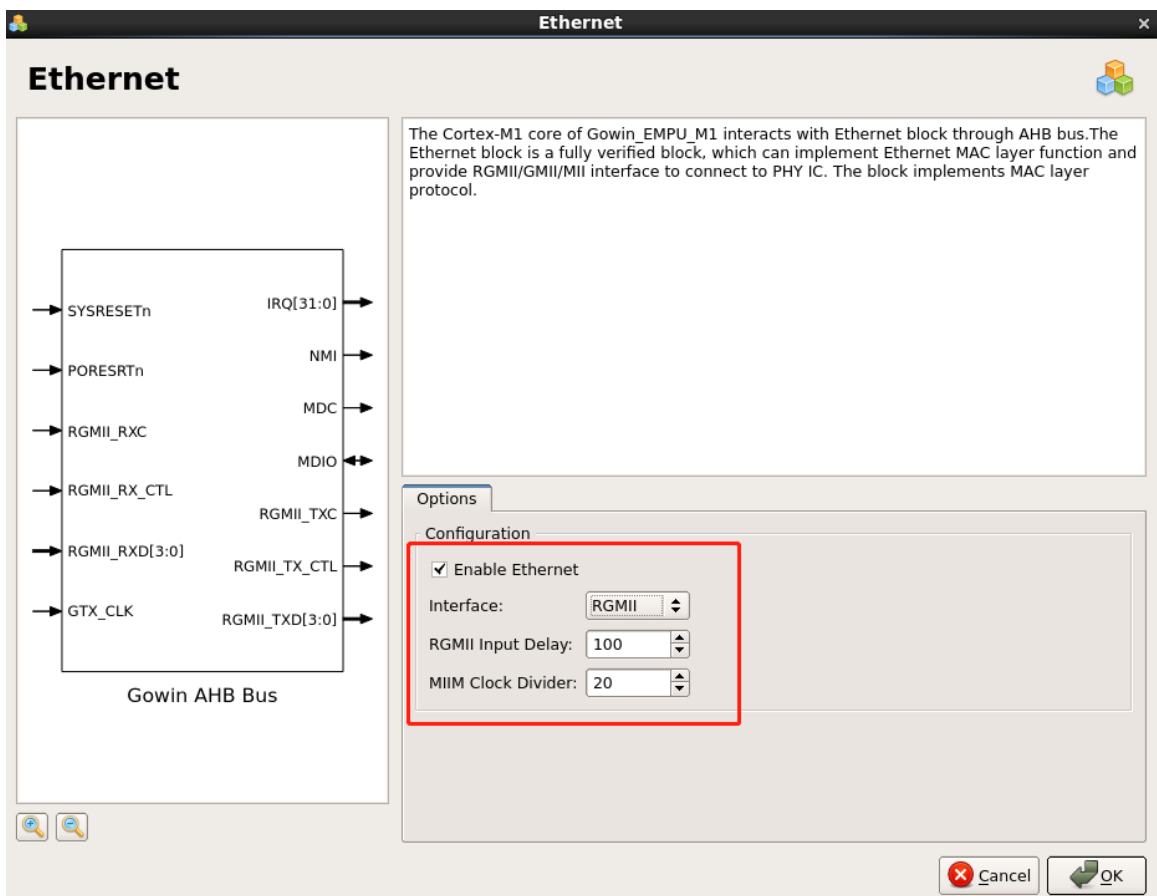 Ethernet
Ethernet
The Cortex-M1 core of Gowin_EMPU_M1 interacts with Ethernet block through AHB bus.The
Ethernet block is a fully verified block, which can implement Ethernet MAC layer function and
provide RGMII/GMII/MII interface to connect to PHY IC. The block implements MAC layer
protocol.
SYSRESETn
PORESRTn
RGMII_RXC
RGMII_RX_CTL
RGMII_RXD[3:0]
GTX_CLK
IRQ[31:0]
NMI
MDC
MDIO
RGMII_TXC
RGMII_TX_CTL
RGMII_TXD[3:0]
Gowin AHB Bus
Options
Configuration
Enable Ethernet
Interface: RGMII
RGMII Input Delay: 100
MIIM Clock Divider: 20
Cancel
OK